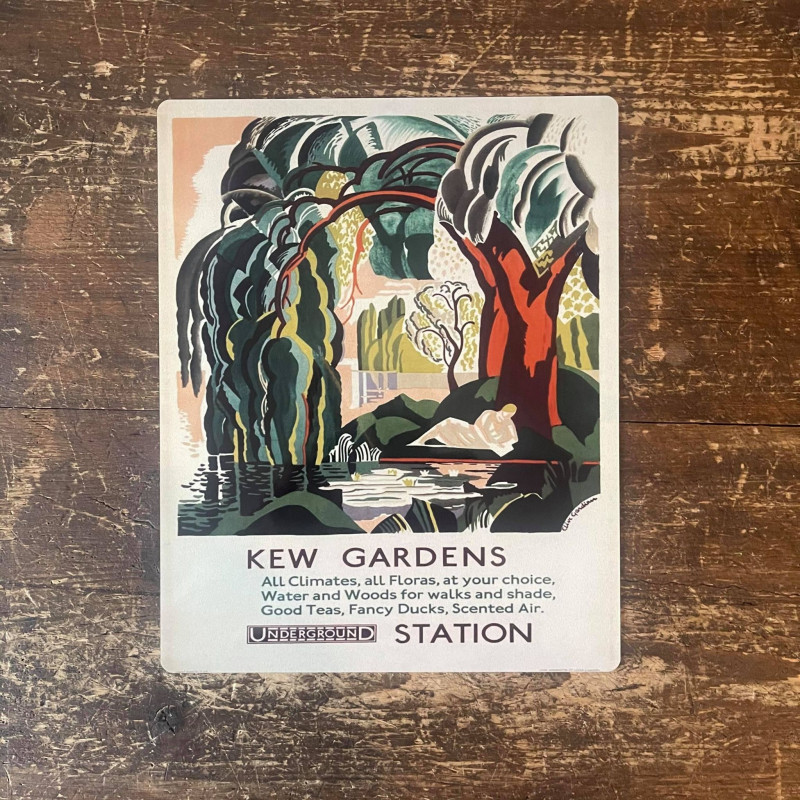 KEW GARDENS
All Climates, all Floras, at your choice,
Water and Woods for walks and shade,
Good Teas, Fancy Ducks, Scented Air.
UNDERGROUND STATION